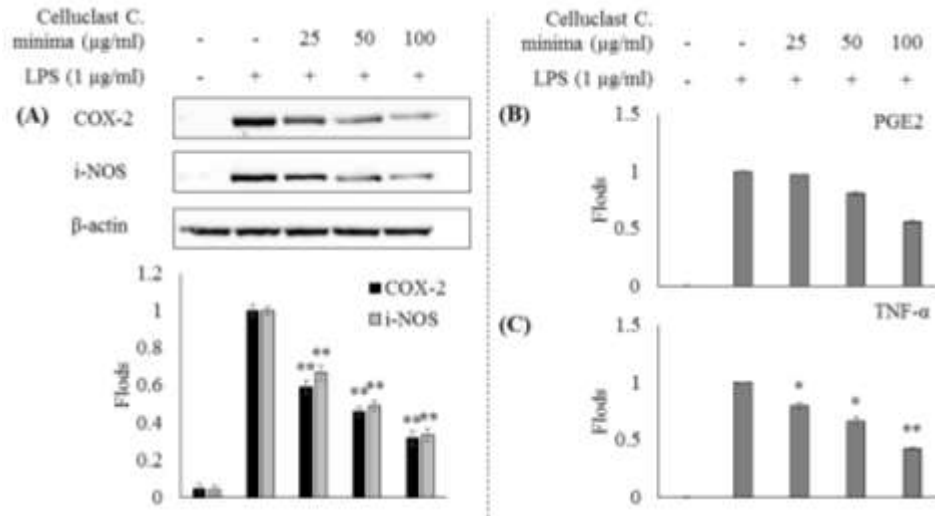 Celluclast C.
minima (µg/ml) - - 25 50 100
LPS (1 µg/ml) - + + + +
(A)
COX-2
i-NOS
β-actin
1.2
1
0.8
0.6
0.4
0.2
0
Flods
COX-2
i-NOS
** **
** **
** **
Celluclast C.
minima (µg/ml) - - 25 50 100
LPS (1 µg/ml) - + + + +
(B)
PGE2
1.5
1
0.5
0
Flods
(C)
TNF-α
1.5
1
0.5
0
Flods
* * **